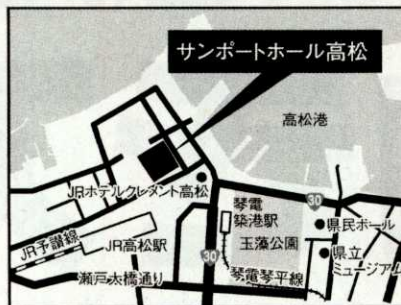 サンポートホール高松
高松港
JRホテルクレメント高松
琴電
築港駅
30
県民ホール
JR予讃線
JR高松駅
玉藻公園
県立
ミュージアム
30
瀬戸大橋通り
琴電琴平線